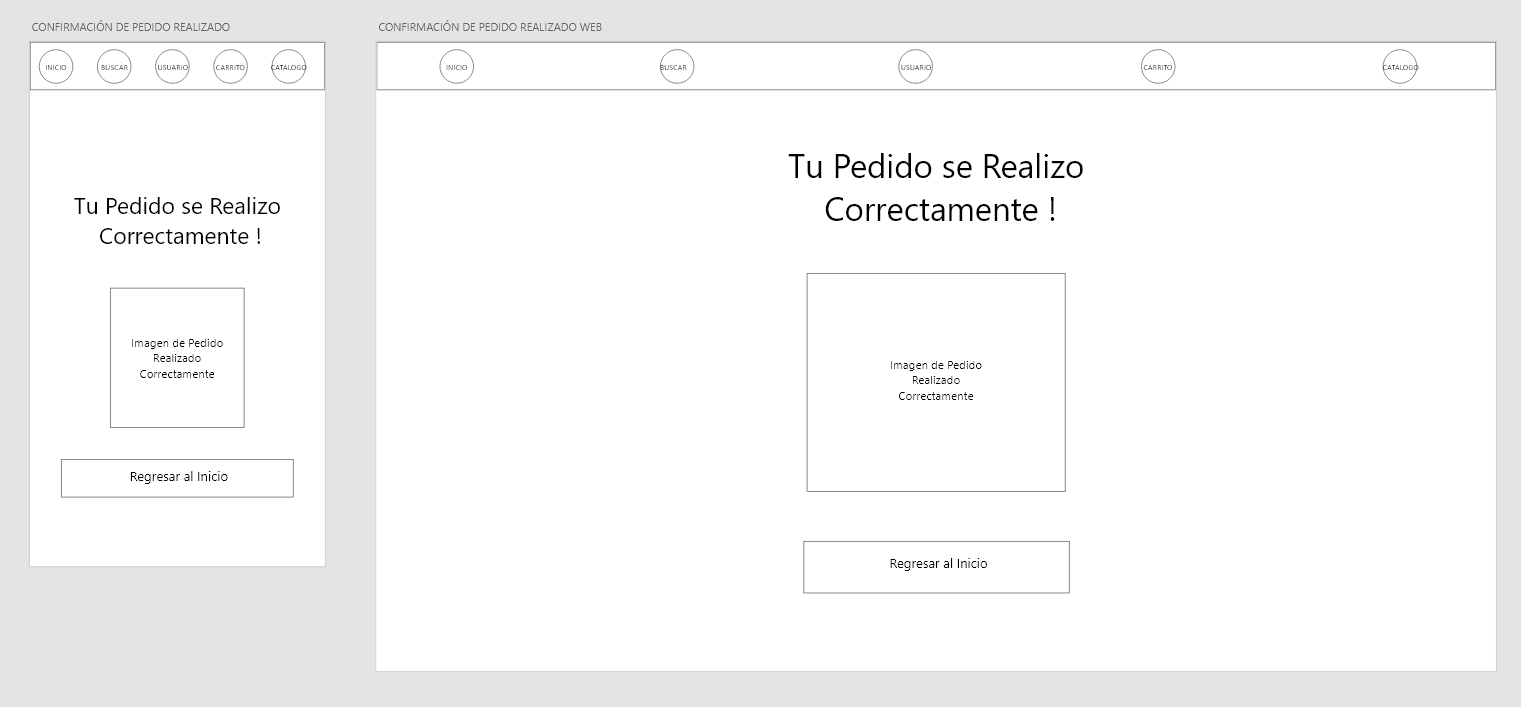 CONFIRMACIÓN DE PEDIDO REALIZADO
INICIO
BUSCAR
USUARIO
CARRITO
CATALOGO
Tu Pedido se Realizo
Correctamente !
Imagen de Pedido
Realizado
Correctamente
Regresar al Inicio
CONFIRMACIÓN DE PEDIDO REALIZADO WEB
INICIO
BUSCAR
USUARIO
CARRITO
CATALOGO
Tu Pedido se Realizo
Correctamente !
Imagen de Pedido
Realizado
Correctamente
Regresar al Inicio